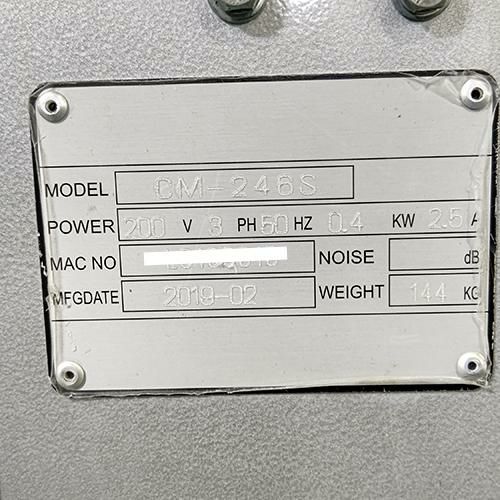 MODEL CM-246S
POWER 200 V 3 PH 50 HZ 0.4 KW 2.5 A
MAC NO NOISE dB
MFGDATE 2019-02 WEIGHT 144 KG